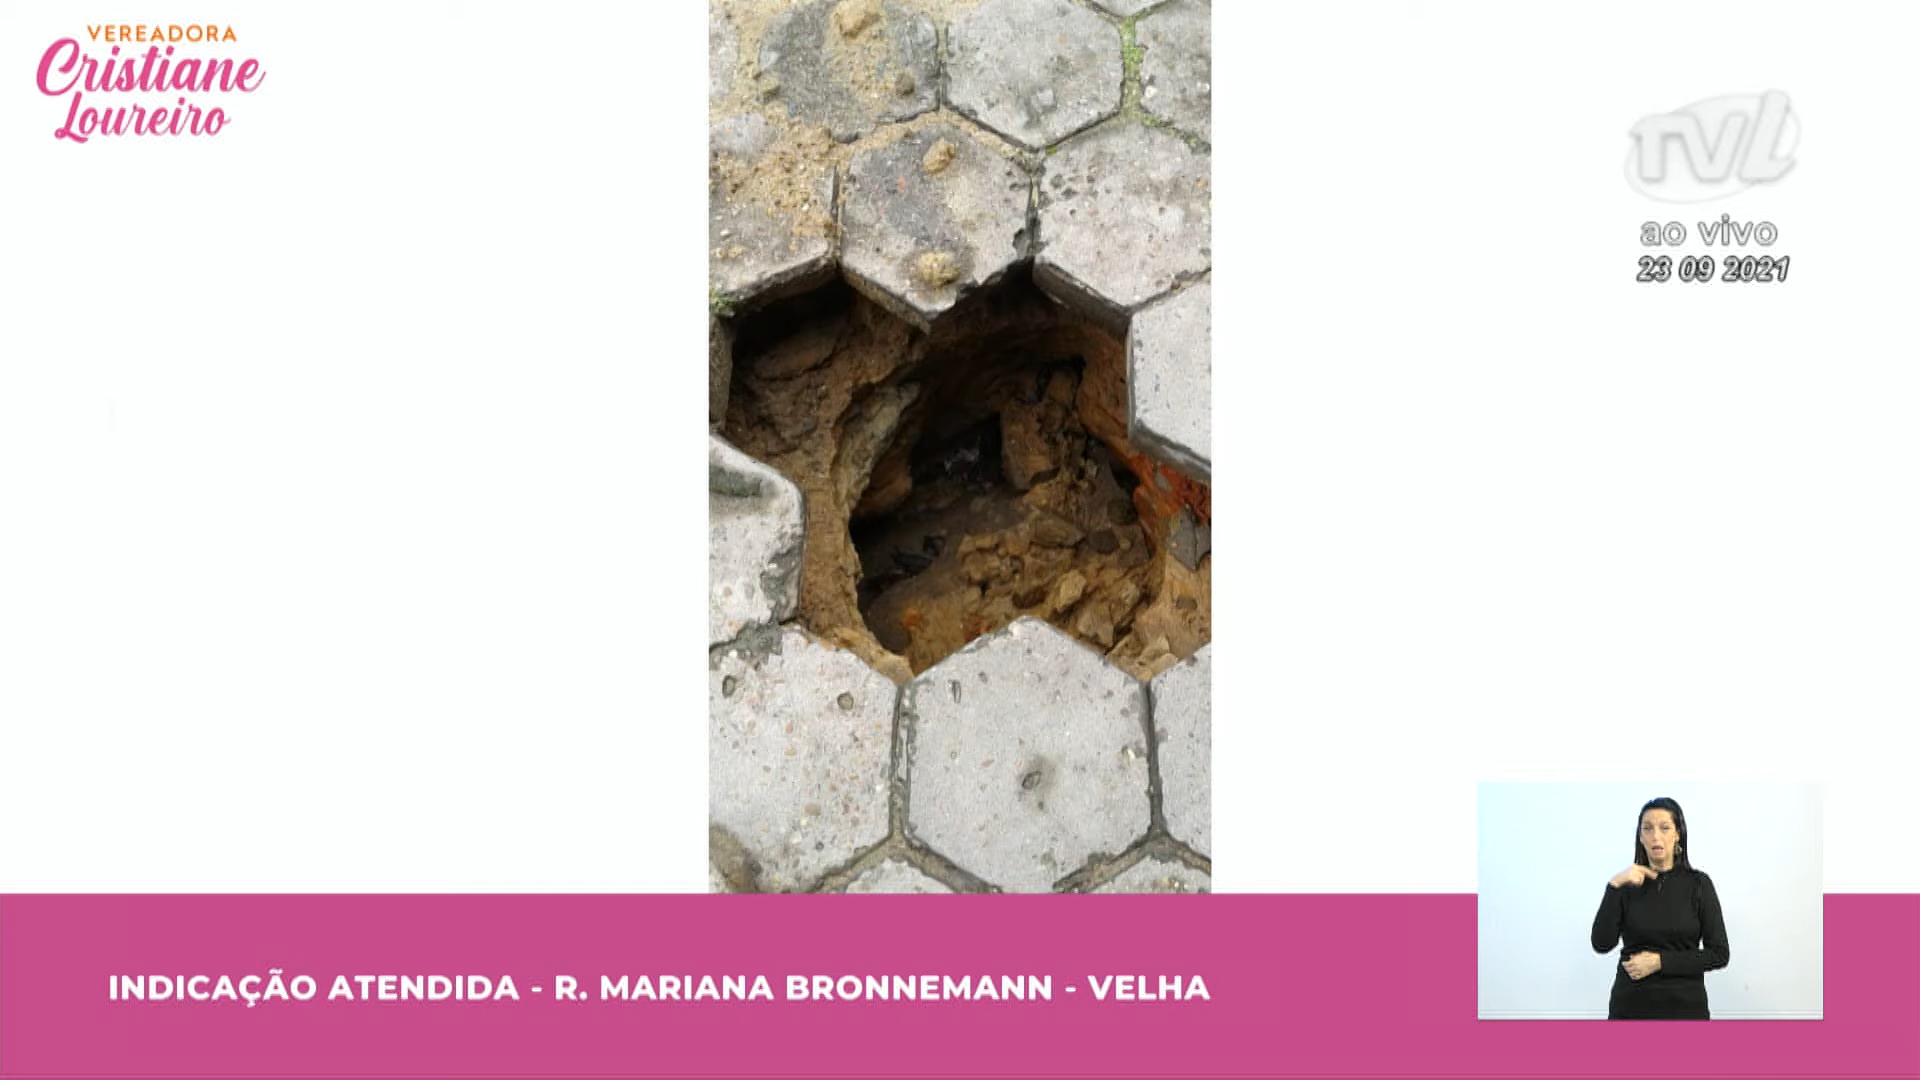 VEREADORA
Cristiane
Loureiro
TVL
ao vivo
23 09 2021
INDICAÇÃO ATENDIDA - R. MARIANA BRONNEMANN - VELHA